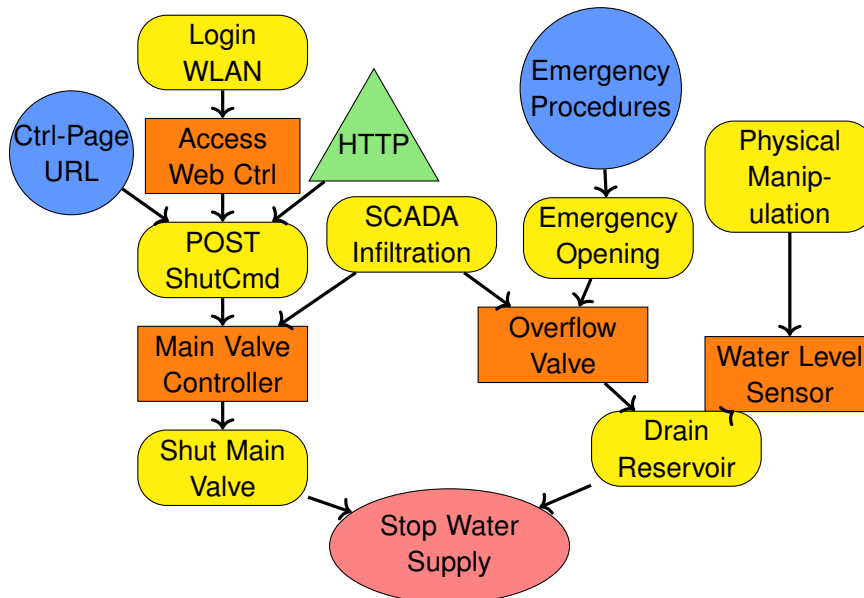 Login
WLAN
Emergency
Procedures
Ctrl-Page
URL
Access
Web Ctrl
HTTP
Physical
Manip-
ulation
POST
ShutCmd
SCADA
Infiltration
Emergency
Opening
Main Valve
Controller
Overflow
Valve
Water Level
Sensor
Shut Main
Valve
Drain
Reservoir
Stop Water
Supply